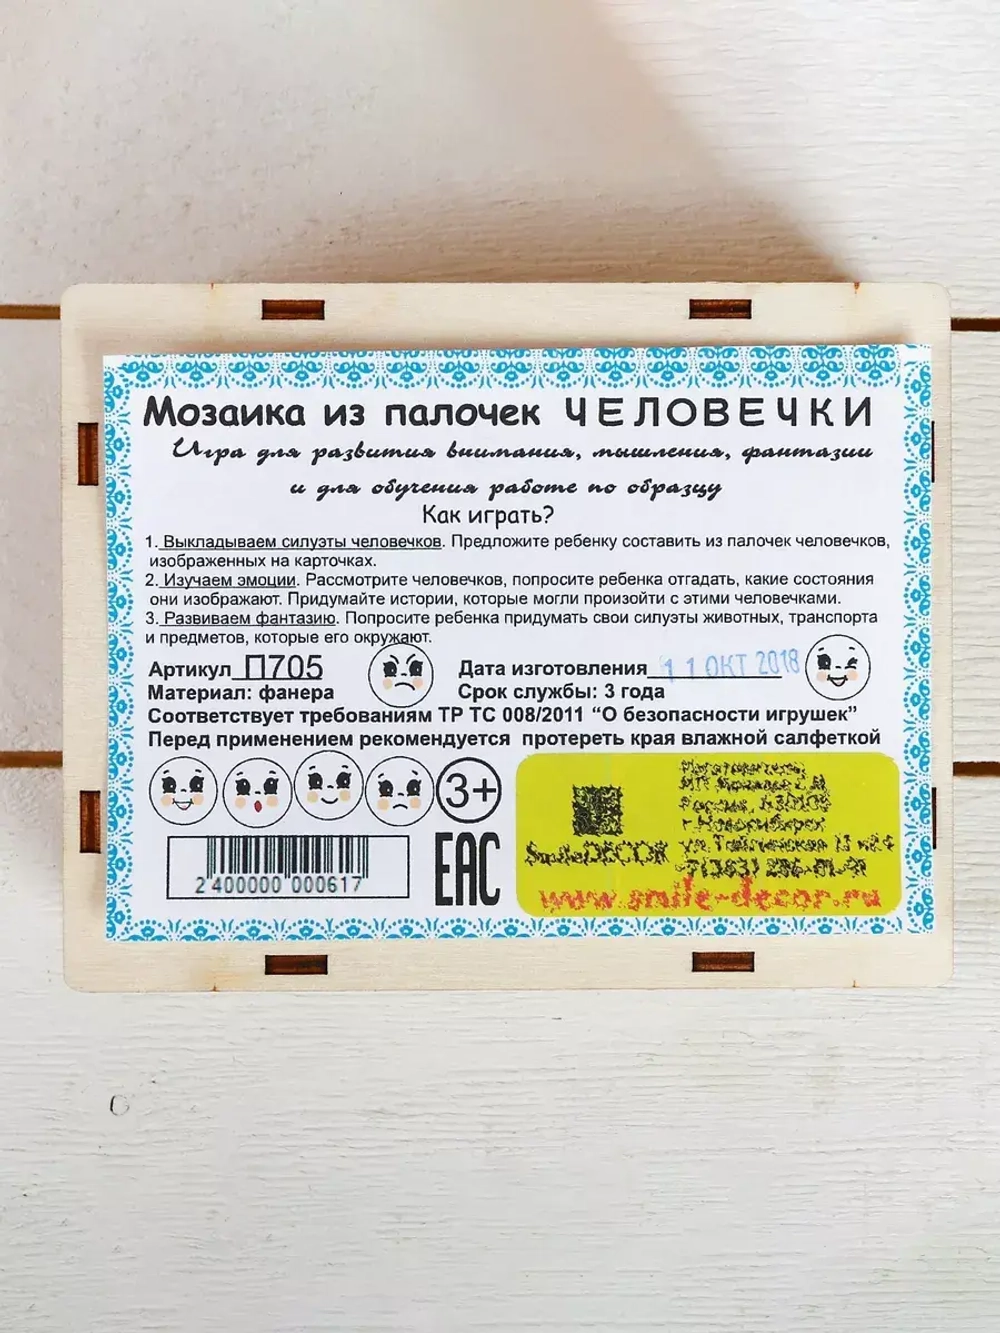 Мозаика из палочек ЧЕЛОВЕЧКИ
Игра для развития внимания, мышления, фантазии
и для обучения работе по образцу
Как играть?
1. Выкладываем силуэты человечков. Предложите ребенку составить из палочек человечков,
изображенных на карточках.
2. Изучаем эмоции. Рассмотрите человечков, попросите ребенка отгадать, какие состояния
они изображают. Придумайте истории, которые могли произойти с этими человечками.
3. Развиваем фантазию. Попросите ребенка придумать свои силуэты животных, транспорта
и предметов, которые его окружают.
Артикул П705
Дата изготовления 11 ОКТ 2018
Материал: фанера
Срок службы: 3 года
Соответствует требованиям ТР ТС 008/2011 “О безопасности игрушек”
Перед применением рекомендуется протереть края влажной салфеткой
3+
2 400000 000617
EAC
SmileDECOR
г.Новосибирск
www.smile-decor.ru